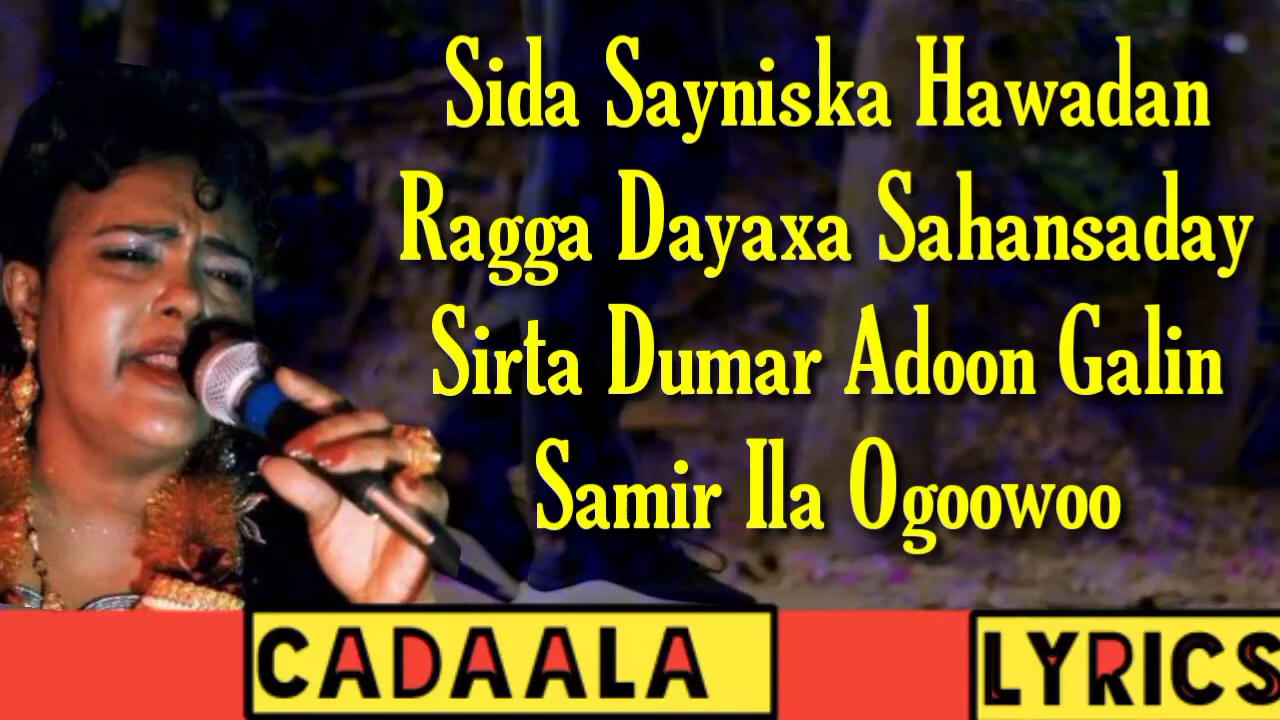 Sida Sayniska Hawadan
Ragga Dayaxa Sahansaday
Sirta Dumar Adoon Galin
Samir Ila Ogoowoo
CADAALA LYRICS